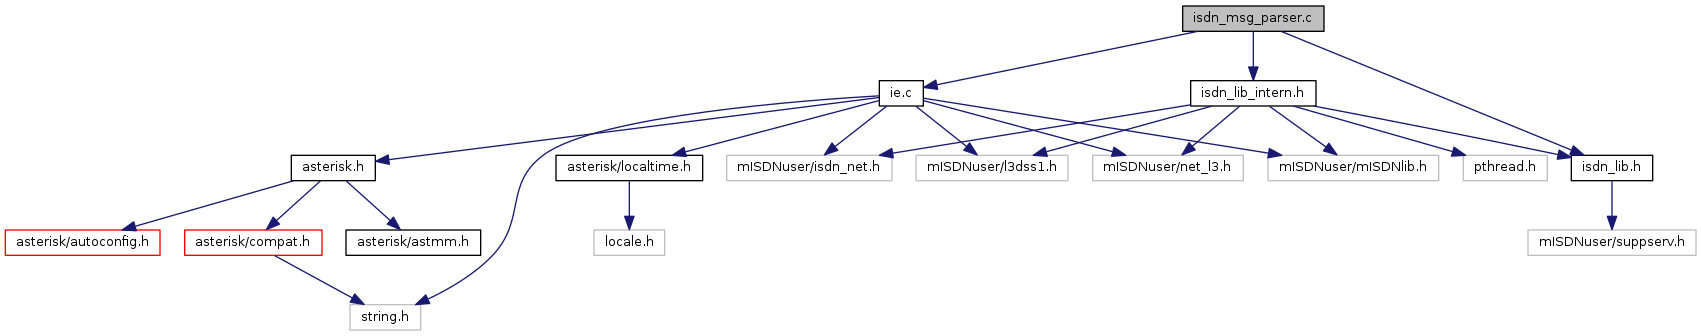 isdn_msg_parser.c
ie.c
isdn_lib_intern.h
asterisk.h
asterisk/localtime.h
mISDNuser/isdn_net.h
mISDNuser/l3dss1.h
mISDNuser/net_l3.h
mISDNuser/mISDNlib.h
pthread.h
isdn_lib.h
asterisk/autoconfig.h
asterisk/compat.h
asterisk/astmm.h
locale.h
mISDNuser/suppserv.h
string.h